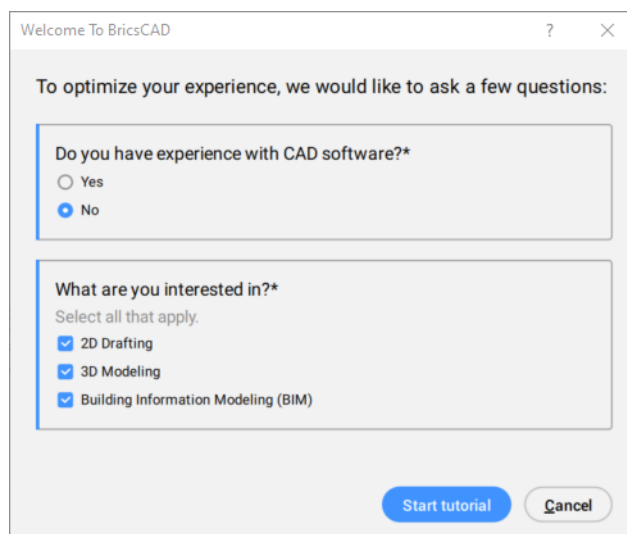 Welcome To BricsCAD
?
To optimize your experience, we would like to ask a few questions:
Do you have experience with CAD software?*
Yes
No
What are you interested in?*
Select all that apply.
2D Drafting
3D Modeling
Building Information Modeling (BIM)
Start tutorial
Cancel